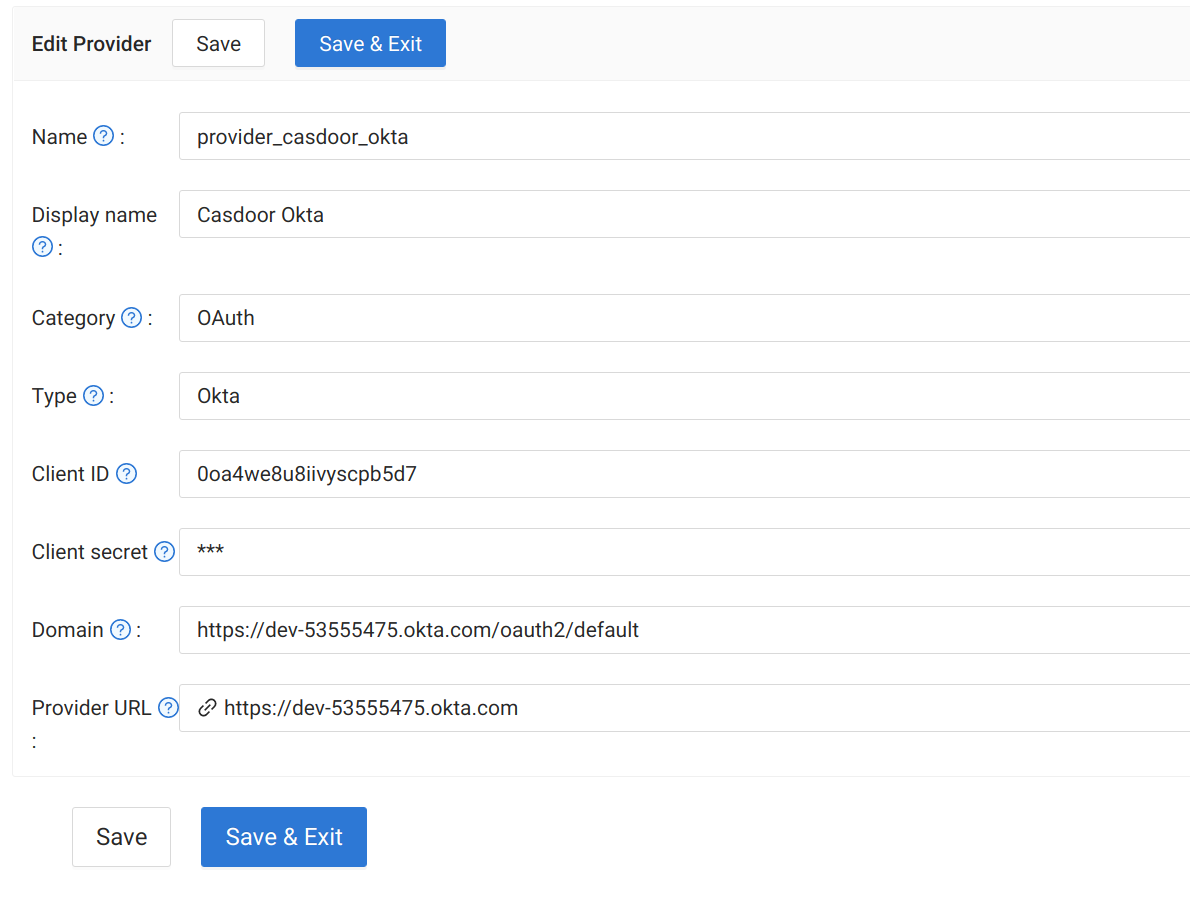 Edit Provider Save Save & Exit
Name ? : provider_casdoor_okta
Display name Casdoor Okta
? :
Category ? : OAuth
Type ? : Okta
Client ID ? 0oa4we8u8iivyscpb5d7
Client secret ? ***
Domain ? : https://dev-53555475.okta.com/oauth2/default
Provider URL ? https://dev-53555475.okta.com
:
Save Save & Exit